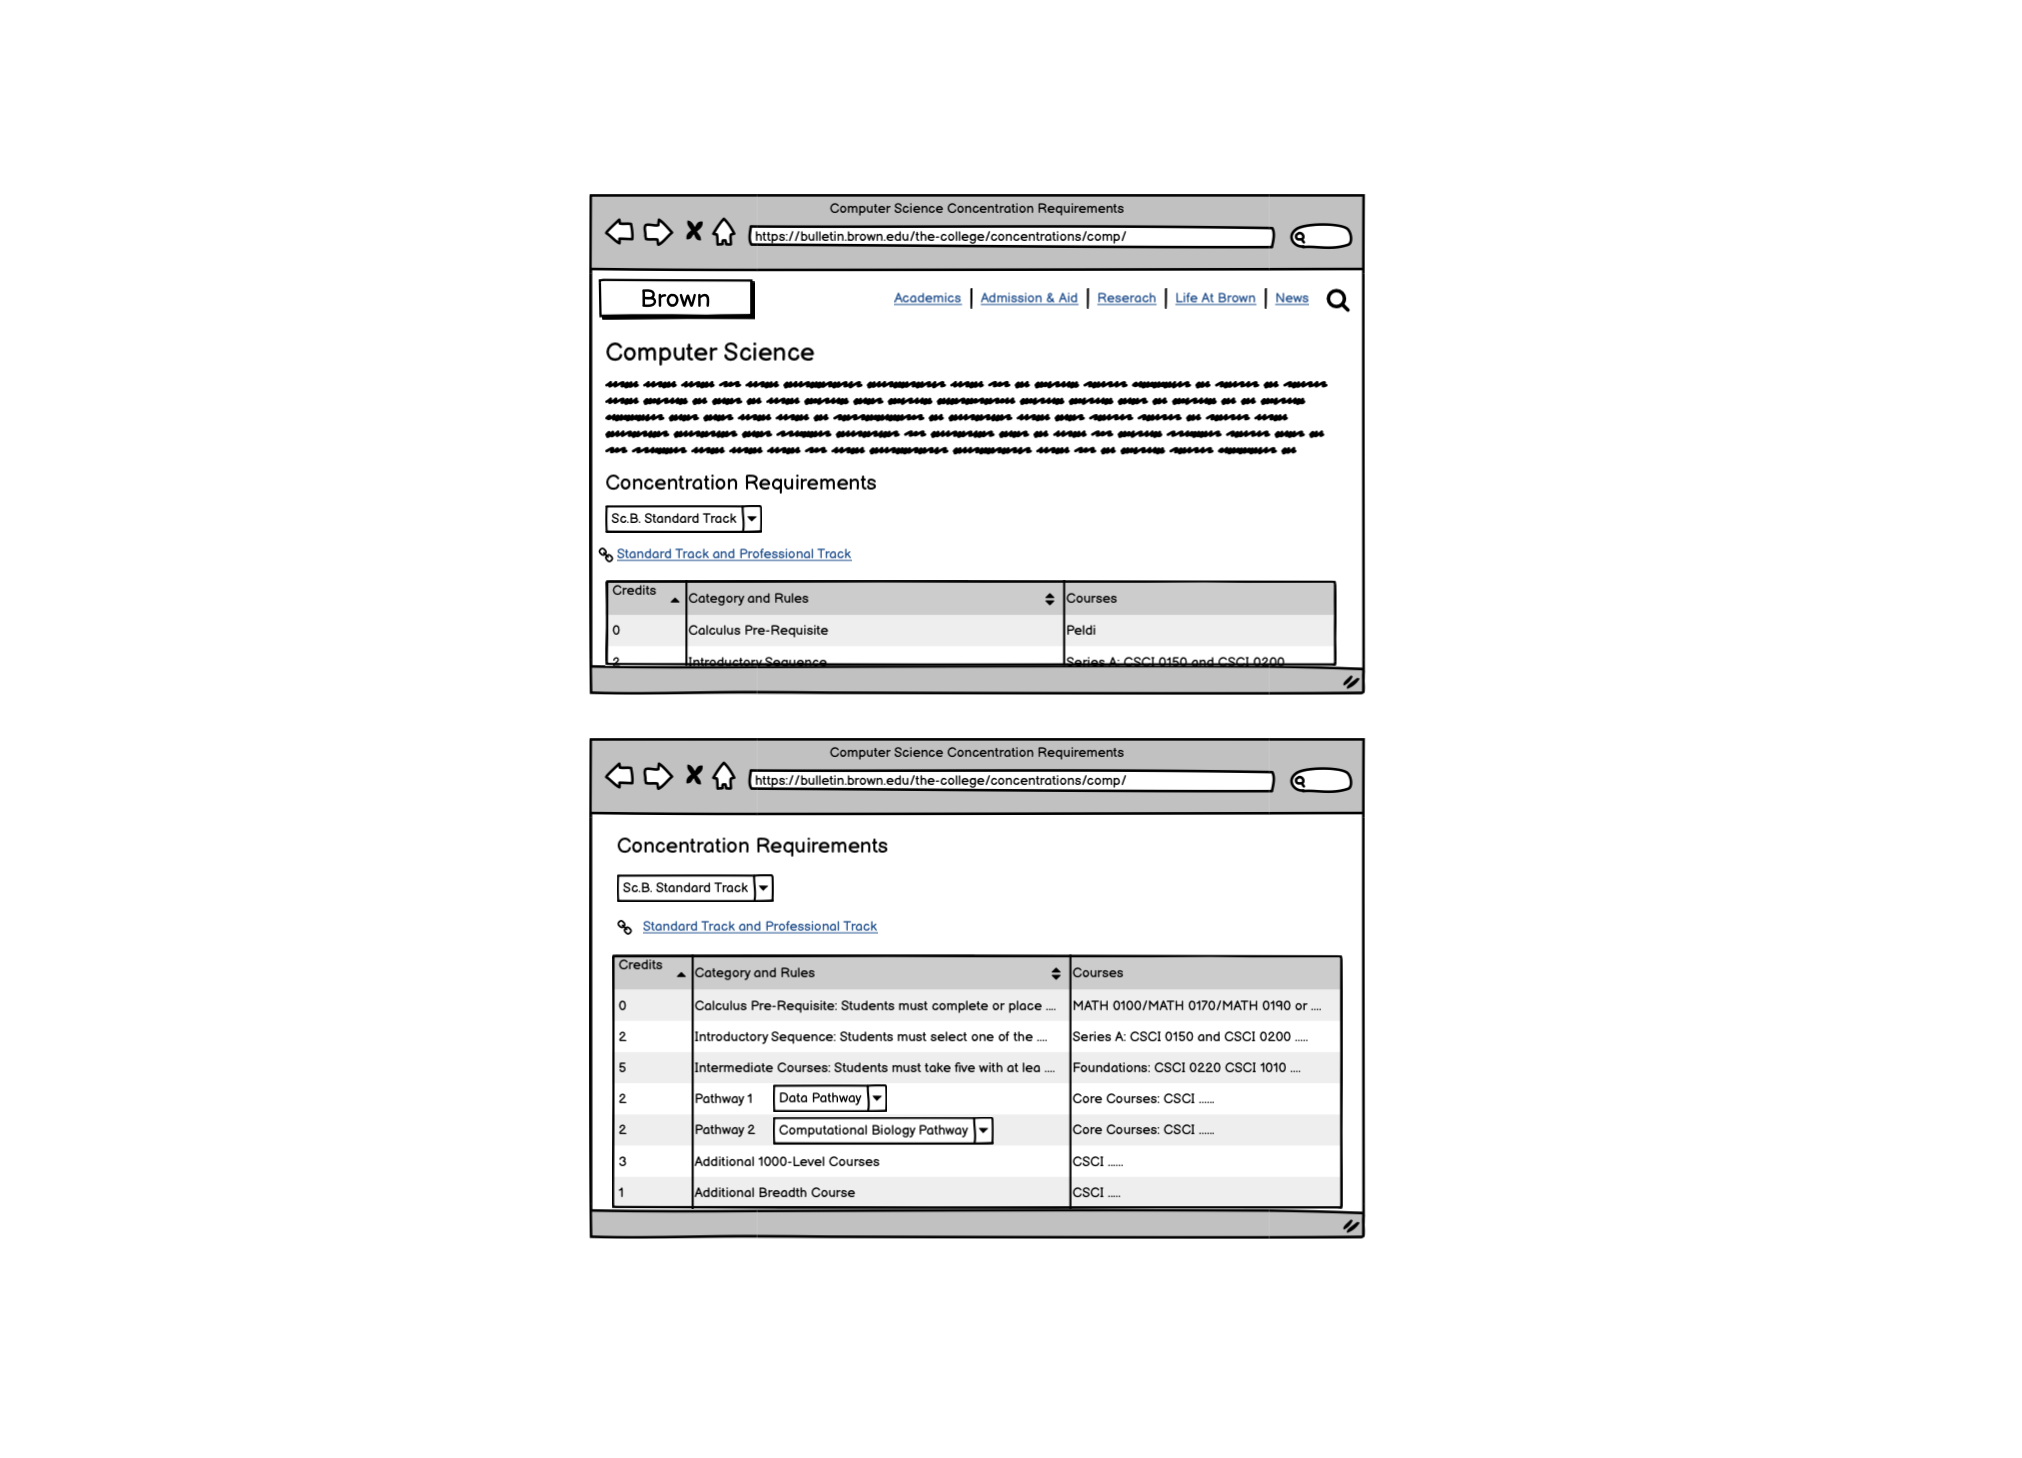 Computer Science Concentration Requirements
https://bulletin.brown.edu/the-college/concentrations/comp/
Brown
Academics | Admission & Aid | Reserach | Life At Brown | News
Computer Science
Concentration Requirements
Sc.B. Standard Track
Standard Track and Professional Track
Credits Category and Rules Courses
0 Calculus Pre-Requisite Peldi
2 Introductory Sequence Series A: CSCI 0150 and CSCI 0200
Computer Science Concentration Requirements
https://bulletin.brown.edu/the-college/concentrations/comp/
Concentration Requirements
Sc.B. Standard Track
Standard Track and Professional Track
Credits Category and Rules Courses
0 Calculus Pre-Requisite: Students must complete or place .... MATH 0100/MATH 0170/MATH 0190 or ....
2 Introductory Sequence: Students must select one of the .... Series A: CSCI 0150 and CSCI 0200 .....
5 Intermediate Courses: Students must take five with at lea .... Foundations: CSCI 0220 CSCI 1010 ....
2 Pathway 1 Data Pathway Core Courses: CSCI ......
2 Pathway 2 Computational Biology Pathway Core Courses: CSCI ......
3 Additional 1000-Level Courses CSCI ......
1 Additional Breadth Course CSCI .....